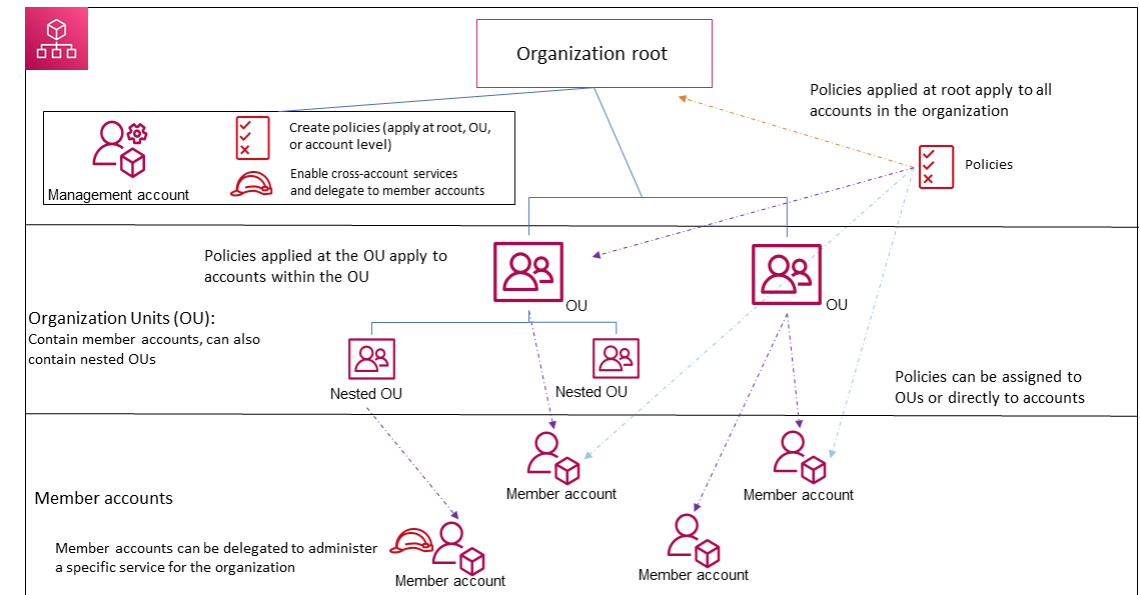 Organization root
Policies applied at root apply to all
accounts in the organization
Create policies (apply at root, OU,
or account level)
Enable cross-account services
and delegate to member accounts
Management account
Policies
Policies applied at the OU apply to
accounts within the OU
OU
OU
Organization Units (OU):
Contain member accounts, can also
contain nested OUs
Nested OU
Nested OU
Policies can be assigned to
OUs or directly to accounts
Member accounts
Member account
Member account
Member accounts can be delegated to administer
a specific service for the organization
Member account
Member account